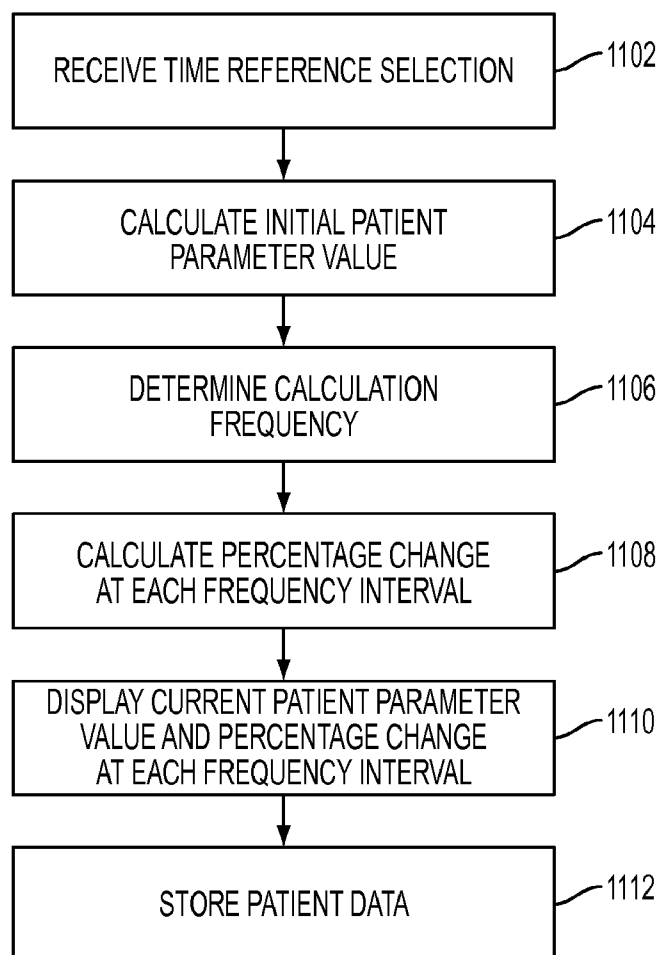 RECEIVE TIME REFERENCE SELECTION
1102
CALCULATE INITIAL PATIENT
PARAMETER VALUE
1104
DETERMINE CALCULATION
FREQUENCY
1106
CALCULATE PERCENTAGE CHANGE
AT EACH FREQUENCY INTERVAL
1108
DISPLAY CURRENT PATIENT PARAMETER
VALUE AND PERCENTAGE CHANGE
AT EACH FREQUENCY INTERVAL
1110
STORE PATIENT DATA
1112